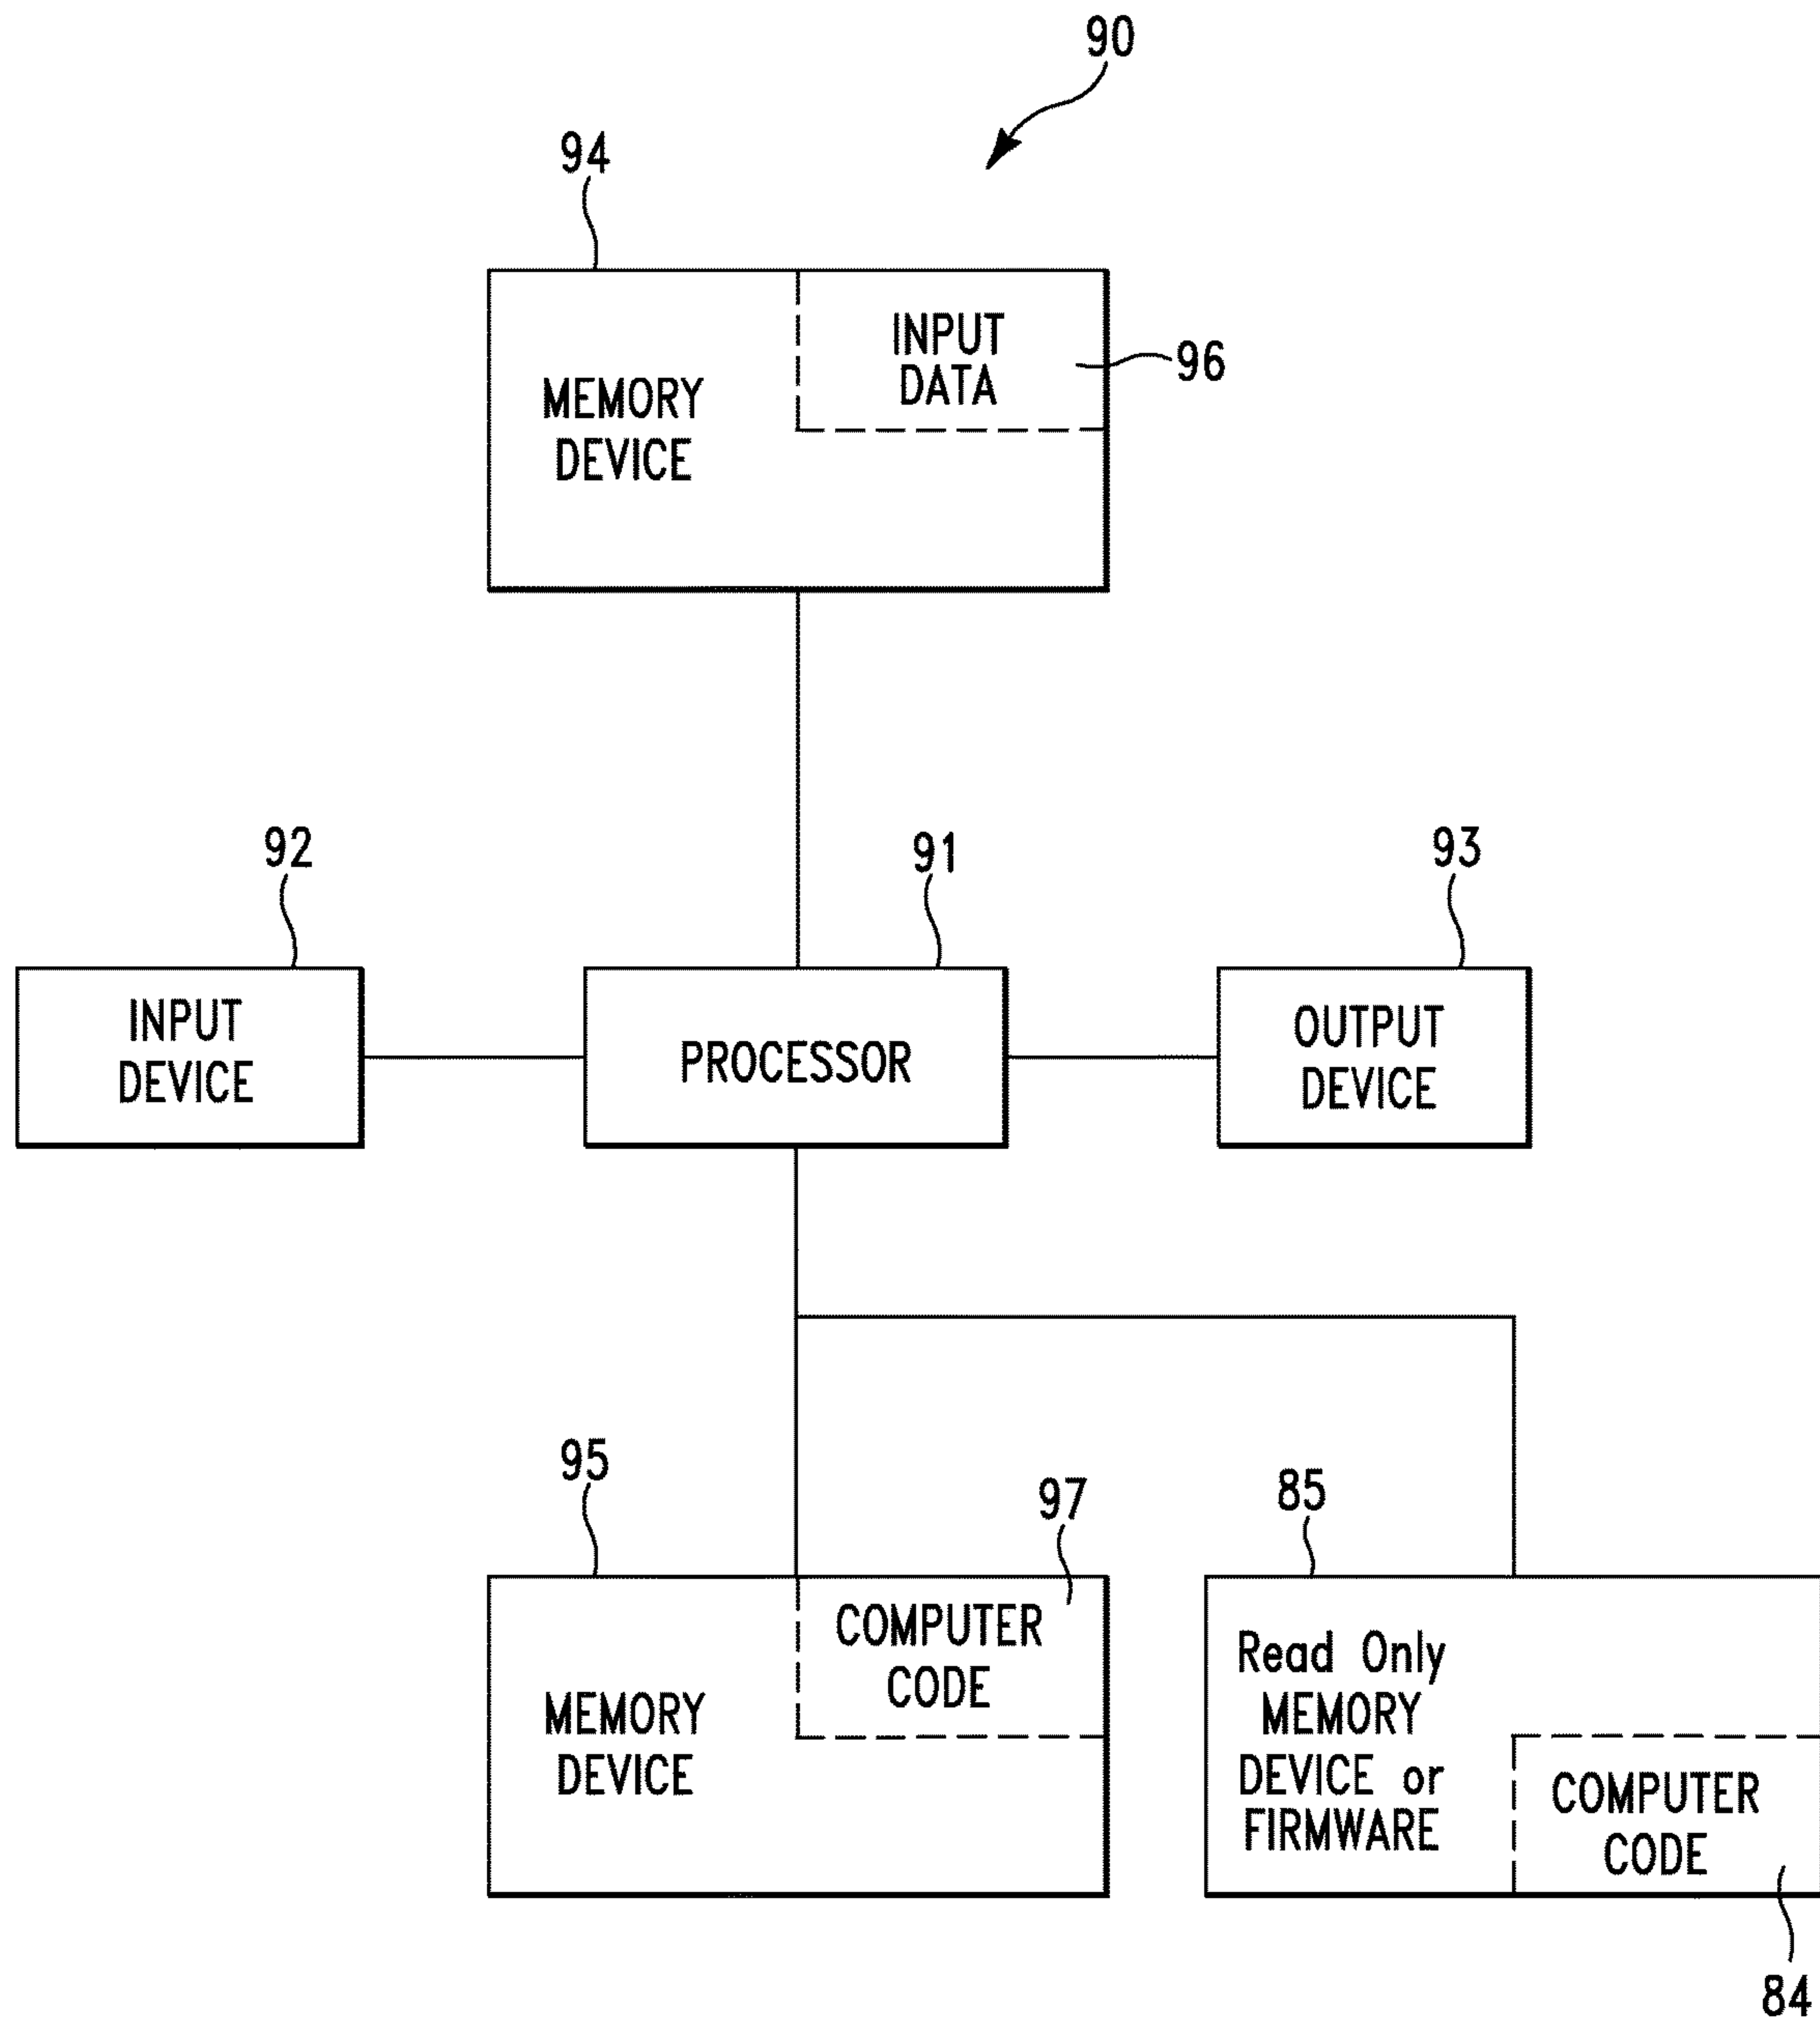 90
94
INPUT
DATA
96
MEMORY
DEVICE
92
91
93
INPUT
DEVICE
PROCESSOR
OUTPUT
DEVICE
95
97
85
COMPUTER
CODE
MEMORY
DEVICE
Read Only
MEMORY
DEVICE or
FIRMWARE
COMPUTER
CODE
84